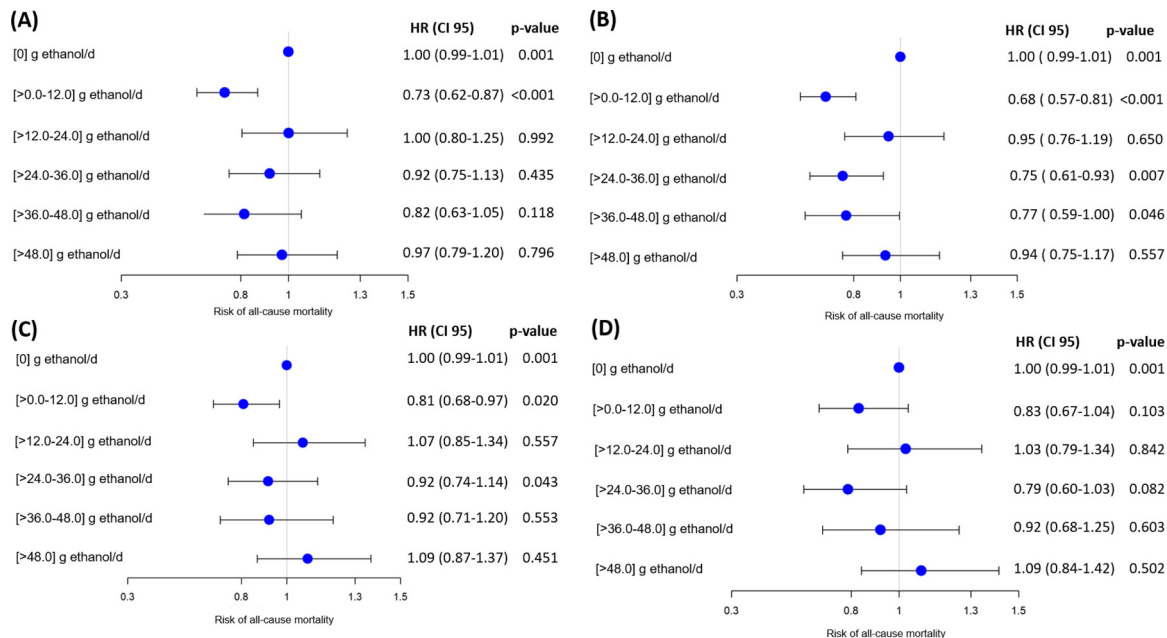 (A)
HR (CI 95) p-value
[0] g ethanol/d 1.00 (0.99-1.01) 0.001
[>0.0-12.0] g ethanol/d 0.73 (0.62-0.87) <0.001
[>12.0-24.0] g ethanol/d 1.00 (0.80-1.25) 0.992
[>24.0-36.0] g ethanol/d 0.92 (0.75-1.13) 0.435
[>36.0-48.0] g ethanol/d 0.82 (0.63-1.05) 0.118
[>48.0] g ethanol/d 0.97 (0.79-1.20) 0.796
0.3 0.8 1 1.3 1.5
Risk of all-cause mortality
(B)
HR (CI 95) p-value
[0] g ethanol/d 1.00 ( 0.99-1.01) 0.001
[>0.0-12.0] g ethanol/d 0.68 ( 0.57-0.81) <0.001
[>12.0-24.0] g ethanol/d 0.95 ( 0.76-1.19) 0.650
[>24.0-36.0] g ethanol/d 0.75 ( 0.61-0.93) 0.007
[>36.0-48.0] g ethanol/d 0.77 ( 0.59-1.00) 0.046
[>48.0] g ethanol/d 0.94 ( 0.75-1.17) 0.557
0.3 0.8 1 1.3 1.5
Risk of all-cause mortality
(C)
HR (CI 95) p-value
[0] g ethanol/d 1.00 (0.99-1.01) 0.001
[>0.0-12.0] g ethanol/d 0.81 (0.68-0.97) 0.020
[>12.0-24.0] g ethanol/d 1.07 (0.85-1.34) 0.557
[>24.0-36.0] g ethanol/d 0.92 (0.74-1.14) 0.043
[>36.0-48.0] g ethanol/d 0.92 (0.71-1.20) 0.553
[>48.0] g ethanol/d 1.09 (0.87-1.37) 0.451
0.3 0.8 1 1.3 1.5
Risk of all-cause mortality
(D)
HR (CI 95) p-value
[0] g ethanol/d 1.00 (0.99-1.01) 0.001
[>0.0-12.0] g ethanol/d 0.83 (0.67-1.04) 0.103
[>12.0-24.0] g ethanol/d 1.03 (0.79-1.34) 0.842
[>24.0-36.0] g ethanol/d 0.79 (0.60-1.03) 0.082
[>36.0-48.0] g ethanol/d 0.92 (0.68-1.25) 0.603
[>48.0] g ethanol/d 1.09 (0.84-1.42) 0.502
0.3 0.8 1 1.3 1.5
Risk of all-cause mortality